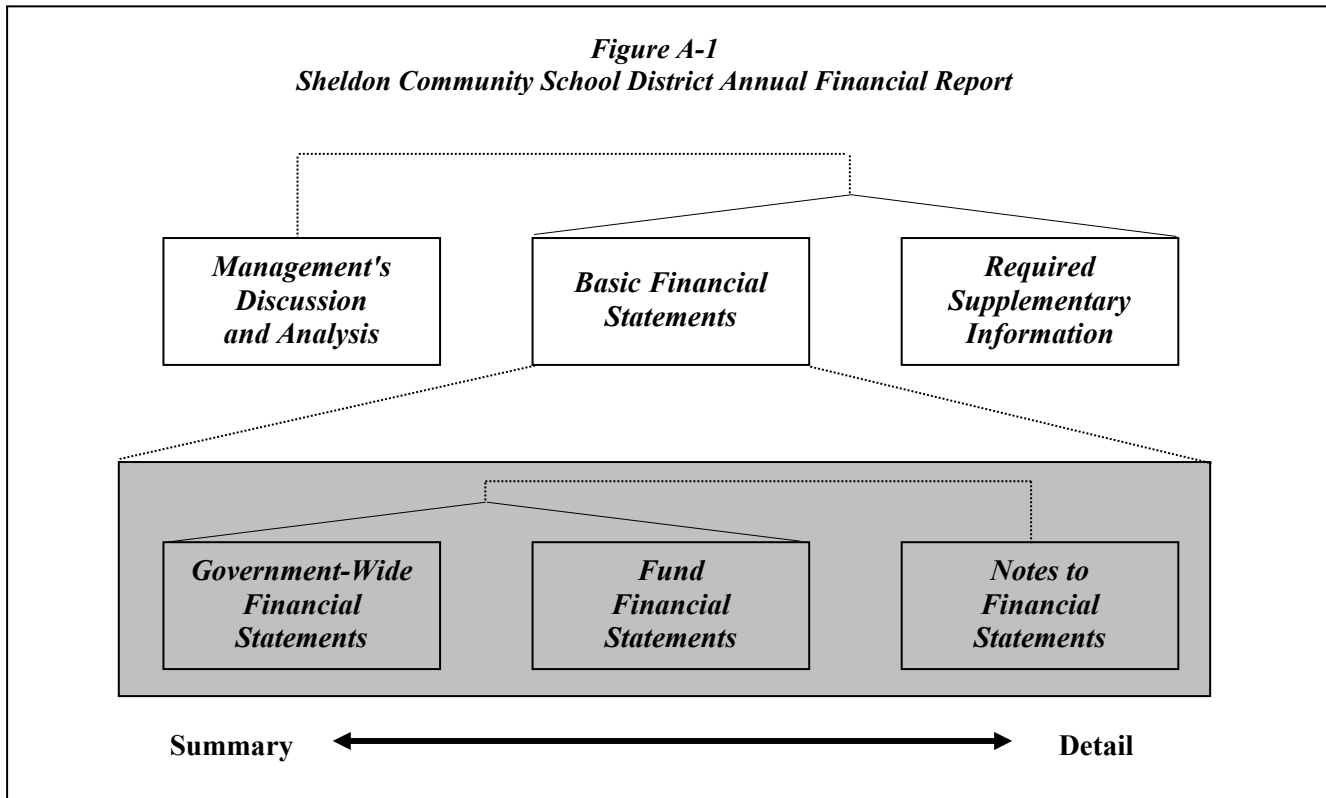 Figure A-1
Sheldon Community School District Annual Financial Report
Management's
Discussion
and Analysis
Basic Financial
Statements
Required
Supplementary
Information
Government-Wide
Financial
Statements
Fund
Financial
Statements
Notes to
Financial
Statements
Summary
Detail